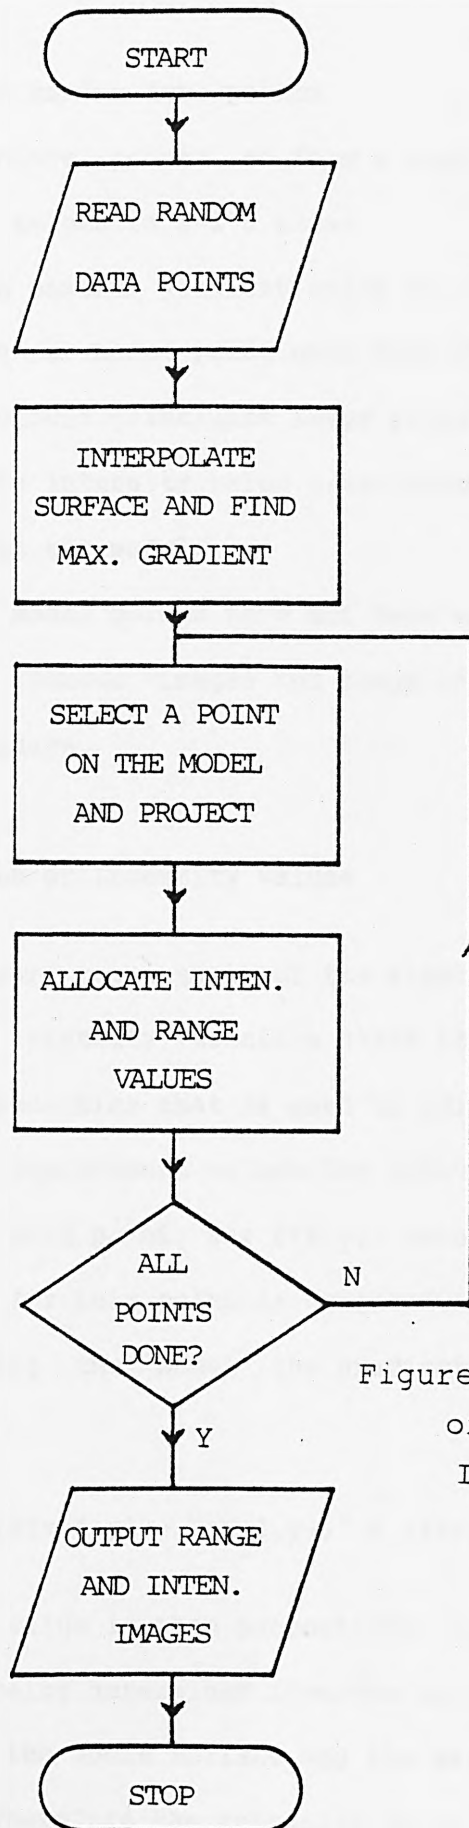 START
READ RANDOM
DATA POINTS
INTERPOLATE
SURFACE AND FIND
MAX. GRADIENT
SELECT A POINT
ON THE MODEL
AND PROJECT
ALLOCATE INTEN.
AND RANGE
VALUES
ALL
POINTS
DONE?
N
Figure
Y
OUTPUT RANGE
AND INTEN.
IMAGES
STOP